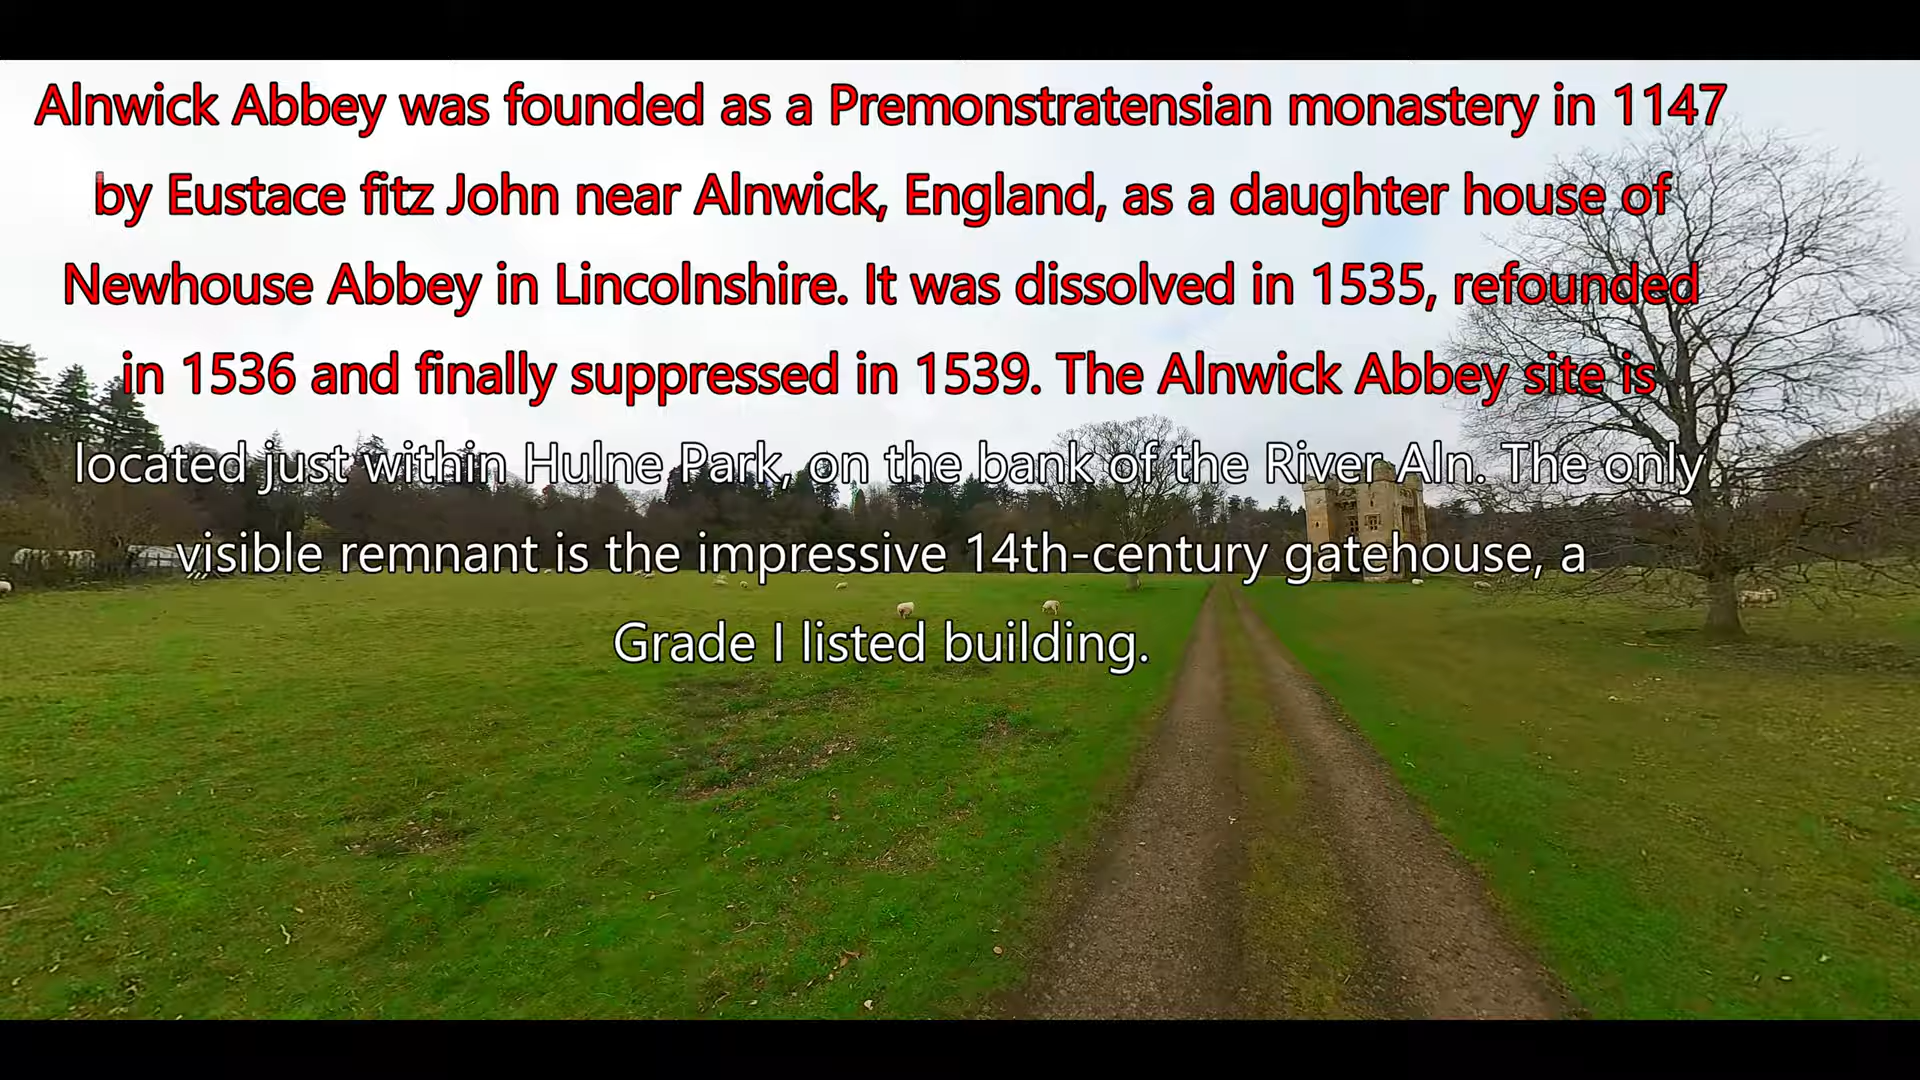 Alnwick Abbey was founded as a Premonstratensian monastery in 1147
by Eustace fitz John near Alnwick, England, as a daughter house of
Newhouse Abbey in Lincolnshire. It was dissolved in 1535, refounded
in 1536 and finally suppressed in 1539. The Alnwick Abbey site is
located just within Hulne Park, on the bank of the River Aln. The only
visible remnant is the impressive 14th-century gatehouse, a
Grade I listed building.